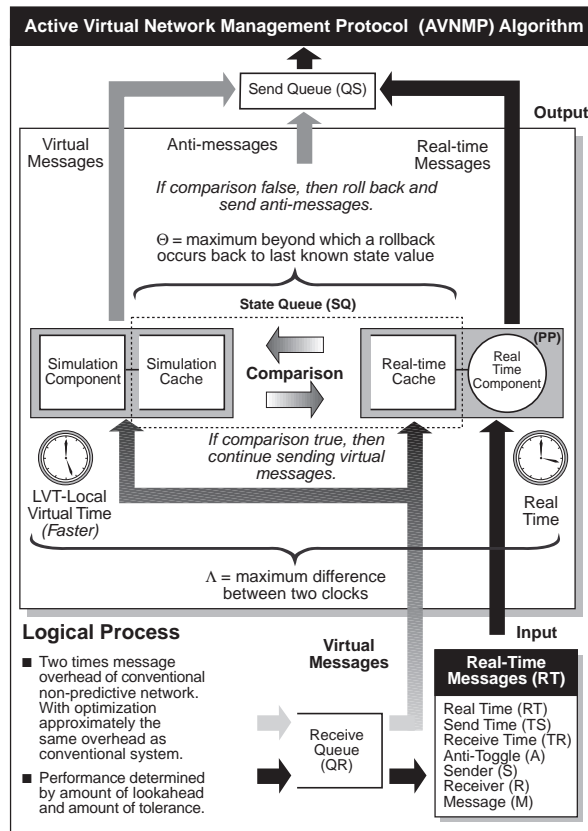 Active Virtual Network Management Protocol (AVNMP) Algorithm
Send Queue (QS)
Output
Virtual
Messages
Anti-messages
Real-time
Messages
If comparison false, then roll back and
send anti-messages.
Θ = maximum beyond which a rollback
occurs back to last known state value
State Queue (SQ)
(PP)
Simulation
Component
Simulation
Cache
Comparison
Real-time
Cache
Real
Time
Component
If comparison true, then
continue sending virtual
messages.
LVT-Local
Virtual Time
(Faster)
Real
Time
Λ = maximum difference
between two clocks
Logical Process
■ Two times message
overhead of conventional
non-predictive network.
With optimization
approximately the
same overhead as
conventional system.
■ Performance determined
by amount of lookahead
and amount of tolerance.
Virtual
Messages
Receive
Queue
(QR)
Input
Real-Time
Messages (RT)
Real Time (RT)
Send Time (TS)
Receive Time (TR)
Anti-Toggle (A)
Sender (S)
Receiver (R)
Message (M)